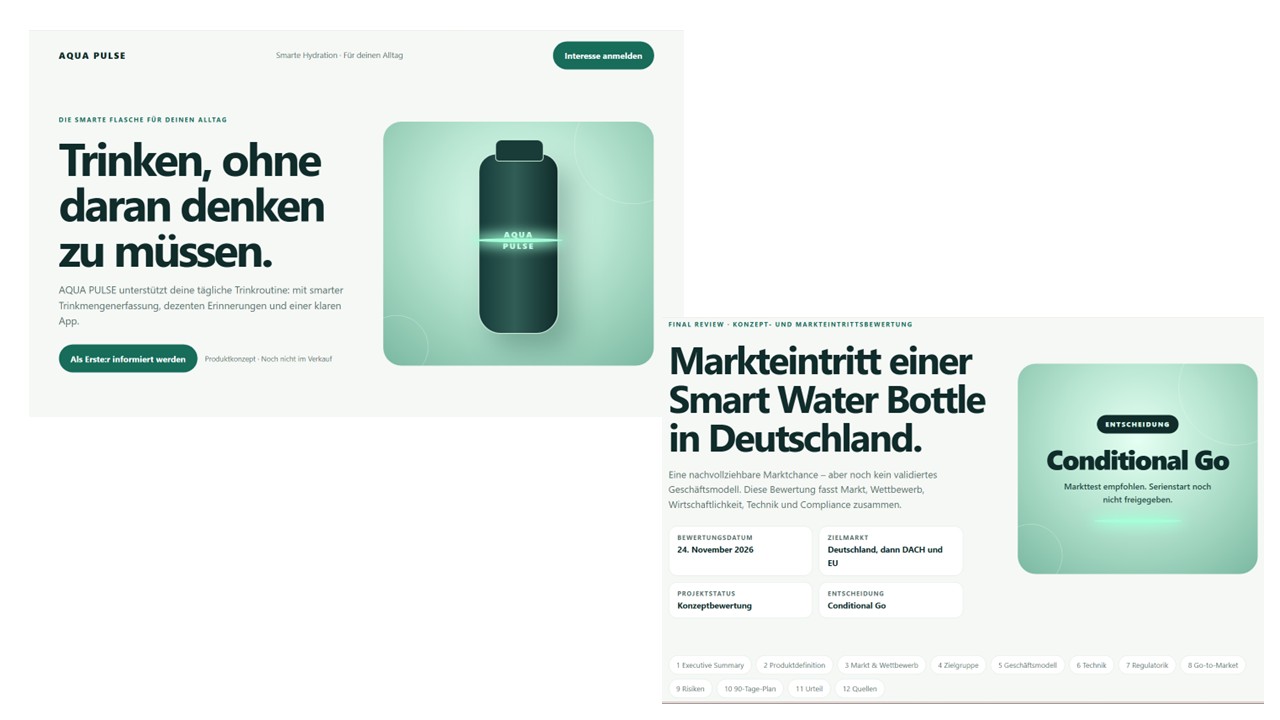 AQUA PULSE
Smarte Hydration · Für deinen Alltag
Interesse anmelden
DIE SMARTE FLASCHE FÜR DEINEN ALLTAG
Trinken, ohne
daran denken
zu müssen.
AQUA PULSE unterstützt deine tägliche Trinkroutine: mit smarter
Trinkmengenerfassung, dezenten Erinnerungen und einer klaren
App.
Als Erste:r informiert werden
Produktkonzept · Noch nicht im Verkauf
AQUA
PULSE
FINAL REVIEW · KONZEPT- UND MARKTEINTRITTSBEWERTUNG
Markteintritt einer
Smart Water Bottle
in Deutschland.
Eine nachvollziehbare Marktchance – aber noch kein validiertes
Geschäftsmodell. Diese Bewertung fasst Markt, Wettbewerb,
Wirtschaftlichkeit, Technik und Compliance zusammen.
BEWERTUNGSDATUM
24. November 2026
ZIELMARKT
Deutschland, dann DACH und
EU
PROJEKTSTATUS
Konzeptbewertung
ENTSCHEIDUNG
Conditional Go
ENTSCHEIDUNG
Conditional Go
Markttest empfohlen. Serienstart noch
nicht freigegeben.
1 Executive Summary
2 Produktdefinition
3 Markt & Wettbewerb
4 Zielgruppe
5 Geschäftsmodell
6 Technik
7 Regulatorik
8 Go-to-Market
9 Risiken
10 90-Tage-Plan
11 Urteil
12 Quellen